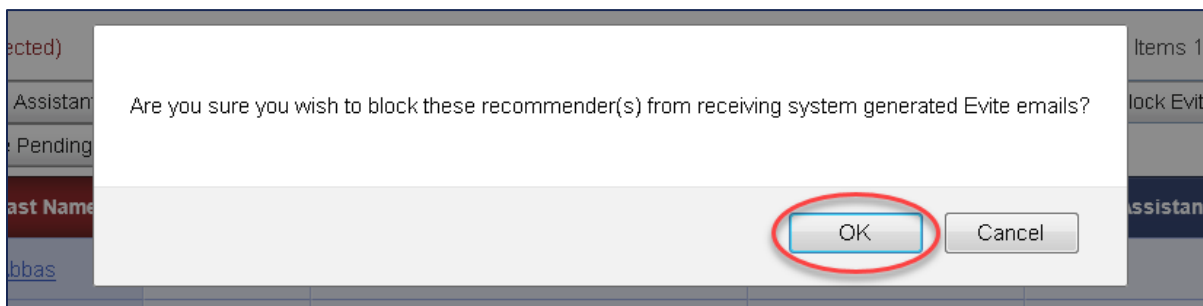 ected)
Items 1
Assistan
lock Evit
Are you sure you wish to block these recommender(s) from receiving system generated Evite emails?
Pending
ast Name
OK
Cancel
Assistan
Abbas